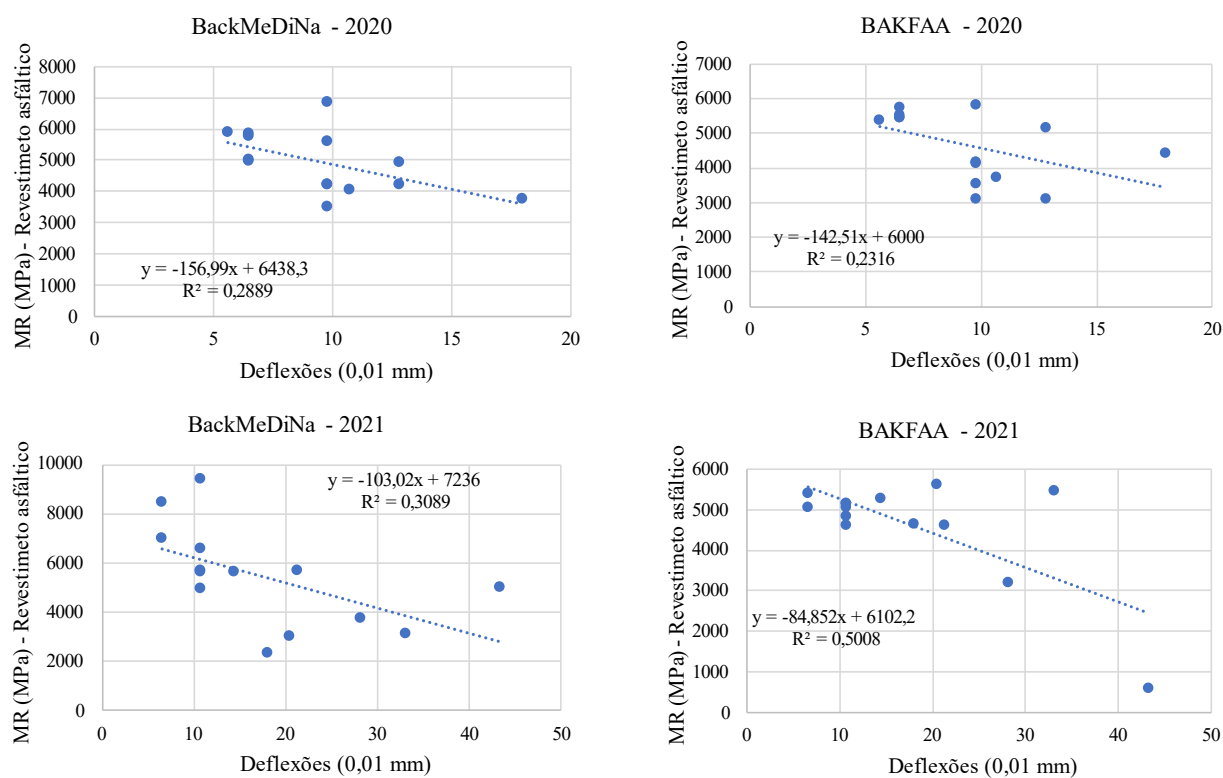 BackMeDiNa - 2020
MR (MPa) - Revestimeto asfáltico
8000
7000
6000
5000
4000
3000
2000
1000
0
y = -156,99x + 6438,3
R² = 0,2889
0 5 10 15 20
Deflexões (0,01 mm)
BAKFAA - 2020
MR (MPa) - Revestimeto asfáltico
7000
6000
5000
4000
3000
2000
1000
0
y = -142,51x + 6000
R² = 0,2316
0 5 10 15 20
Deflexões (0,01 mm)
BackMeDiNa - 2021
MR (MPa) - Revestimeto asfáltico
10000
8000
6000
4000
2000
0
y = -103,02x + 7236
R² = 0,3089
0 10 20 30 40 50
Deflexões (0,01 mm)
BAKFAA - 2021
MR (MPa) - Revestimeto asfáltico
6000
5000
4000
3000
2000
1000
0
y = -84,852x + 6102,2
R² = 0,5008
0 10 20 30 40 50
Deflexões (0,01 mm)